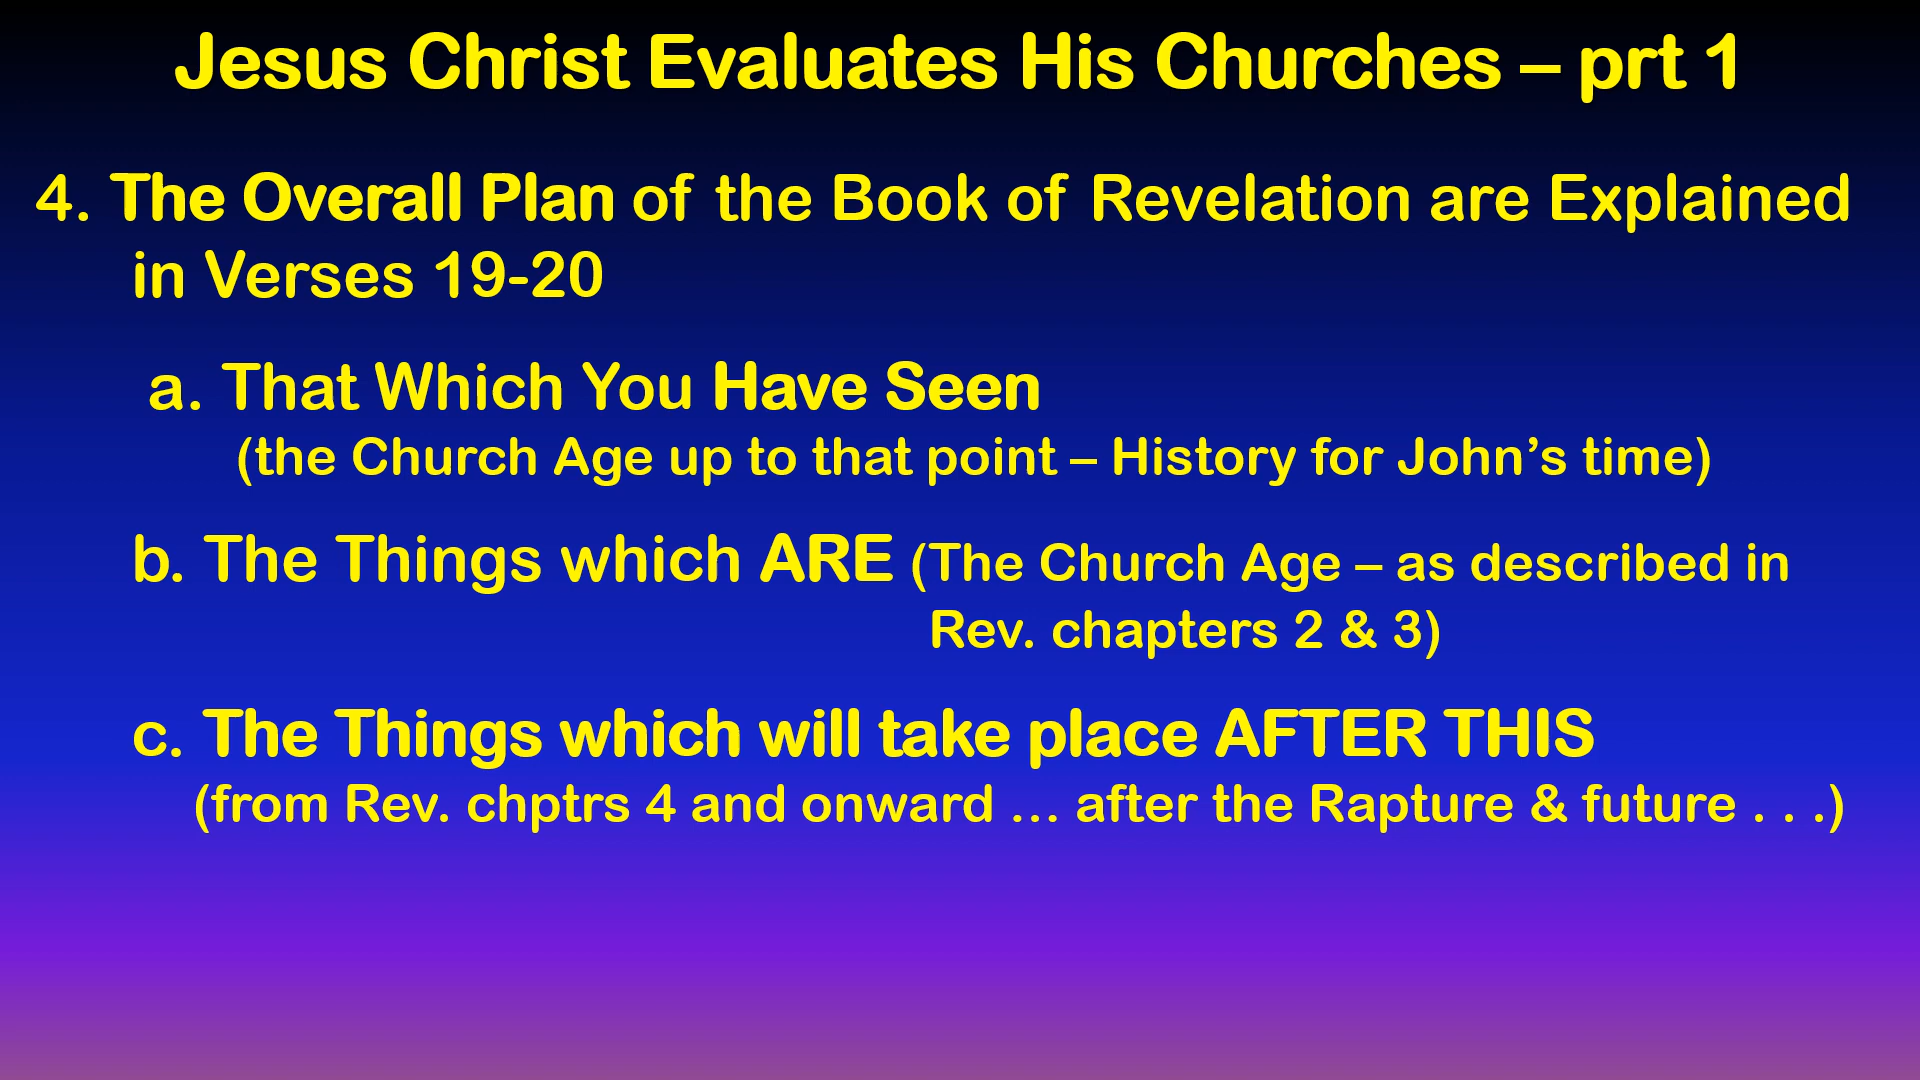 Jesus Christ Evaluates His Churches – prt 1
4. The Overall Plan of the Book of Revelation are Explained
in Verses 19-20
a. That Which You Have Seen
(the Church Age up to that point – History for John’s time)
b. The Things which ARE (The Church Age – as described in
Rev. chapters 2 & 3)
c. The Things which will take place AFTER THIS
(from Rev. chptrs 4 and onward … after the Rapture & future . . .)